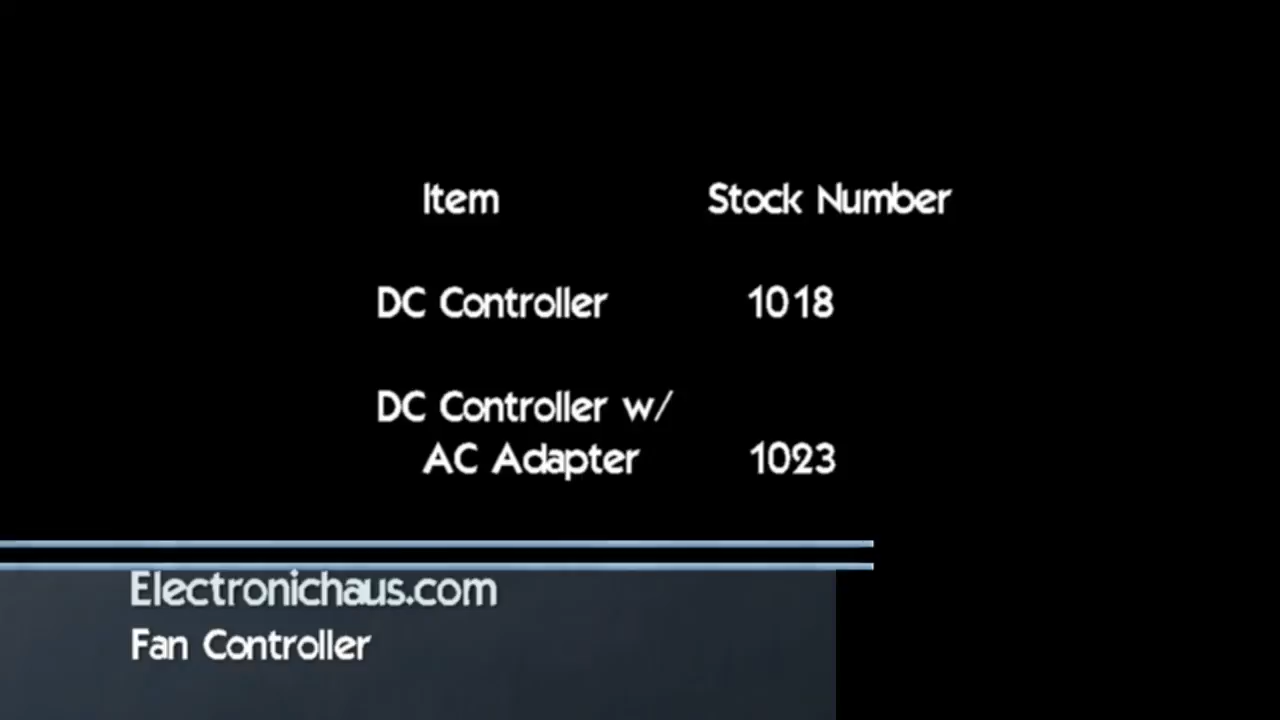 Item Stock Number
DC Controller 1018
DC Controller w/
AC Adapter 1023
Electronichaus.com
Fan Controller